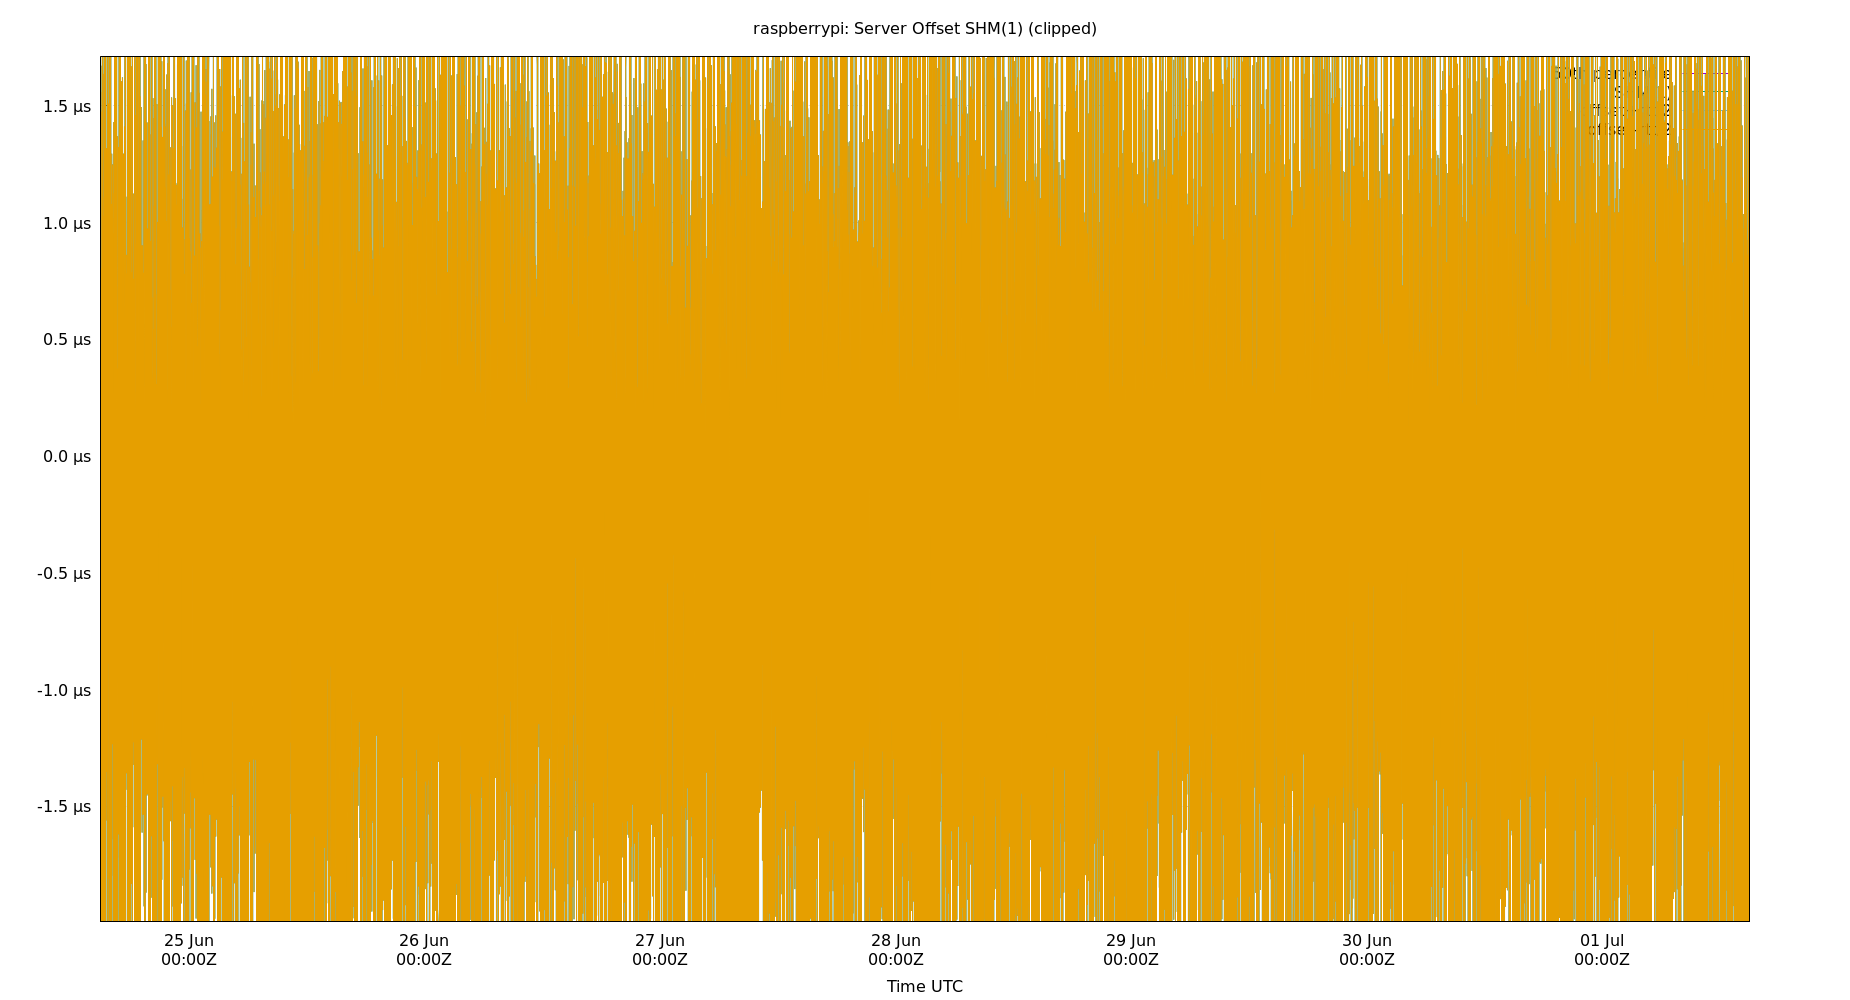 raspberrypi: Server Offset SHM(1) (clipped)
1.5 µs
1.0 µs
0.5 µs
0.0 µs
-0.5 µs
-1.0 µs
-1.5 µs
25 Jun 26 Jun 27 Jun 28 Jun 29 Jun 30 Jun 01 Jul
00:00Z 00:00Z 00:00Z 00:00Z 00:00Z 00:00Z 00:00Z
Time UTC